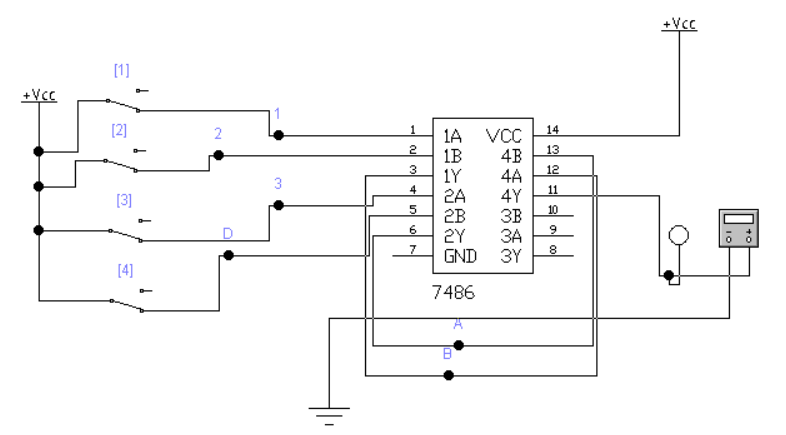 +Vcc
[1]
+Vcc
1
[2]
2
[3]
3
D
[4]
1 1A VCC 14
2 1B 4B 13
3 1Y 4A 12
4 2A 4Y 11
5 2B 3B 10
6 2Y 3A 9
7 GND 3Y 8
- +
7486
A
B